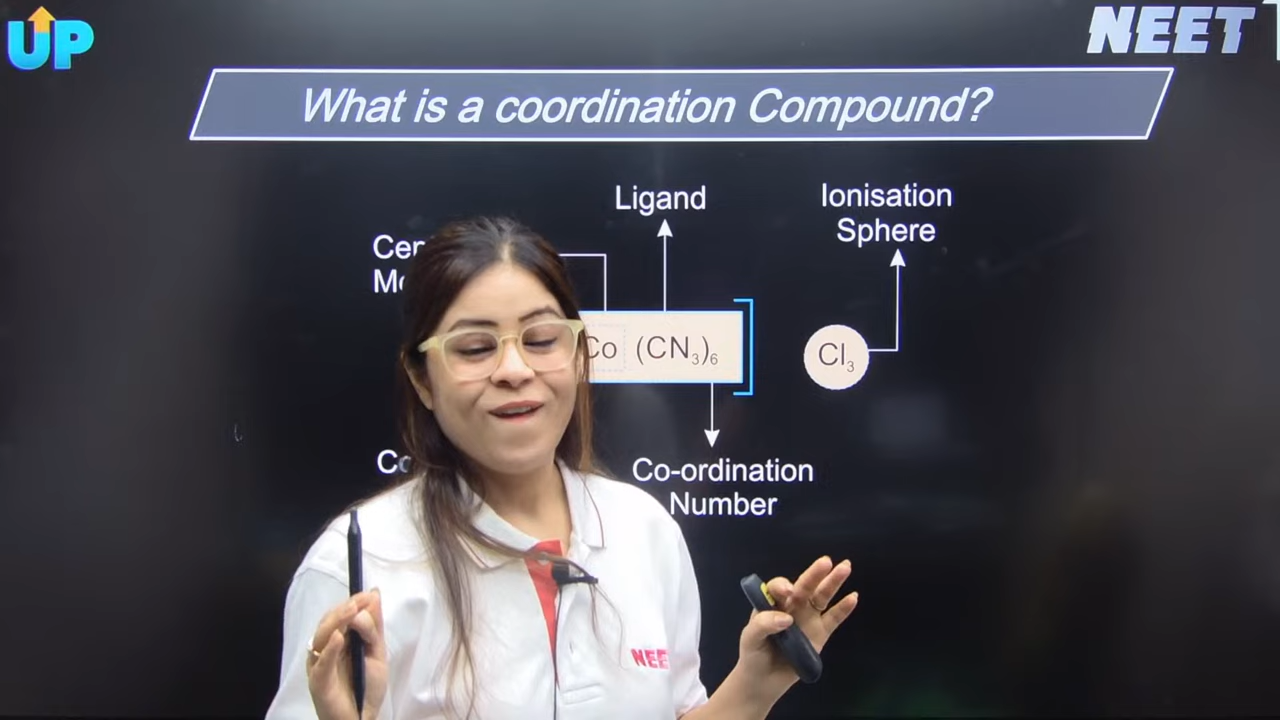 UP
NEET
What is a coordination Compound?
Ligand
Ionisation
Sphere
Co (CN₃)₆
Cl₃
Co-ordination
Number
NEE